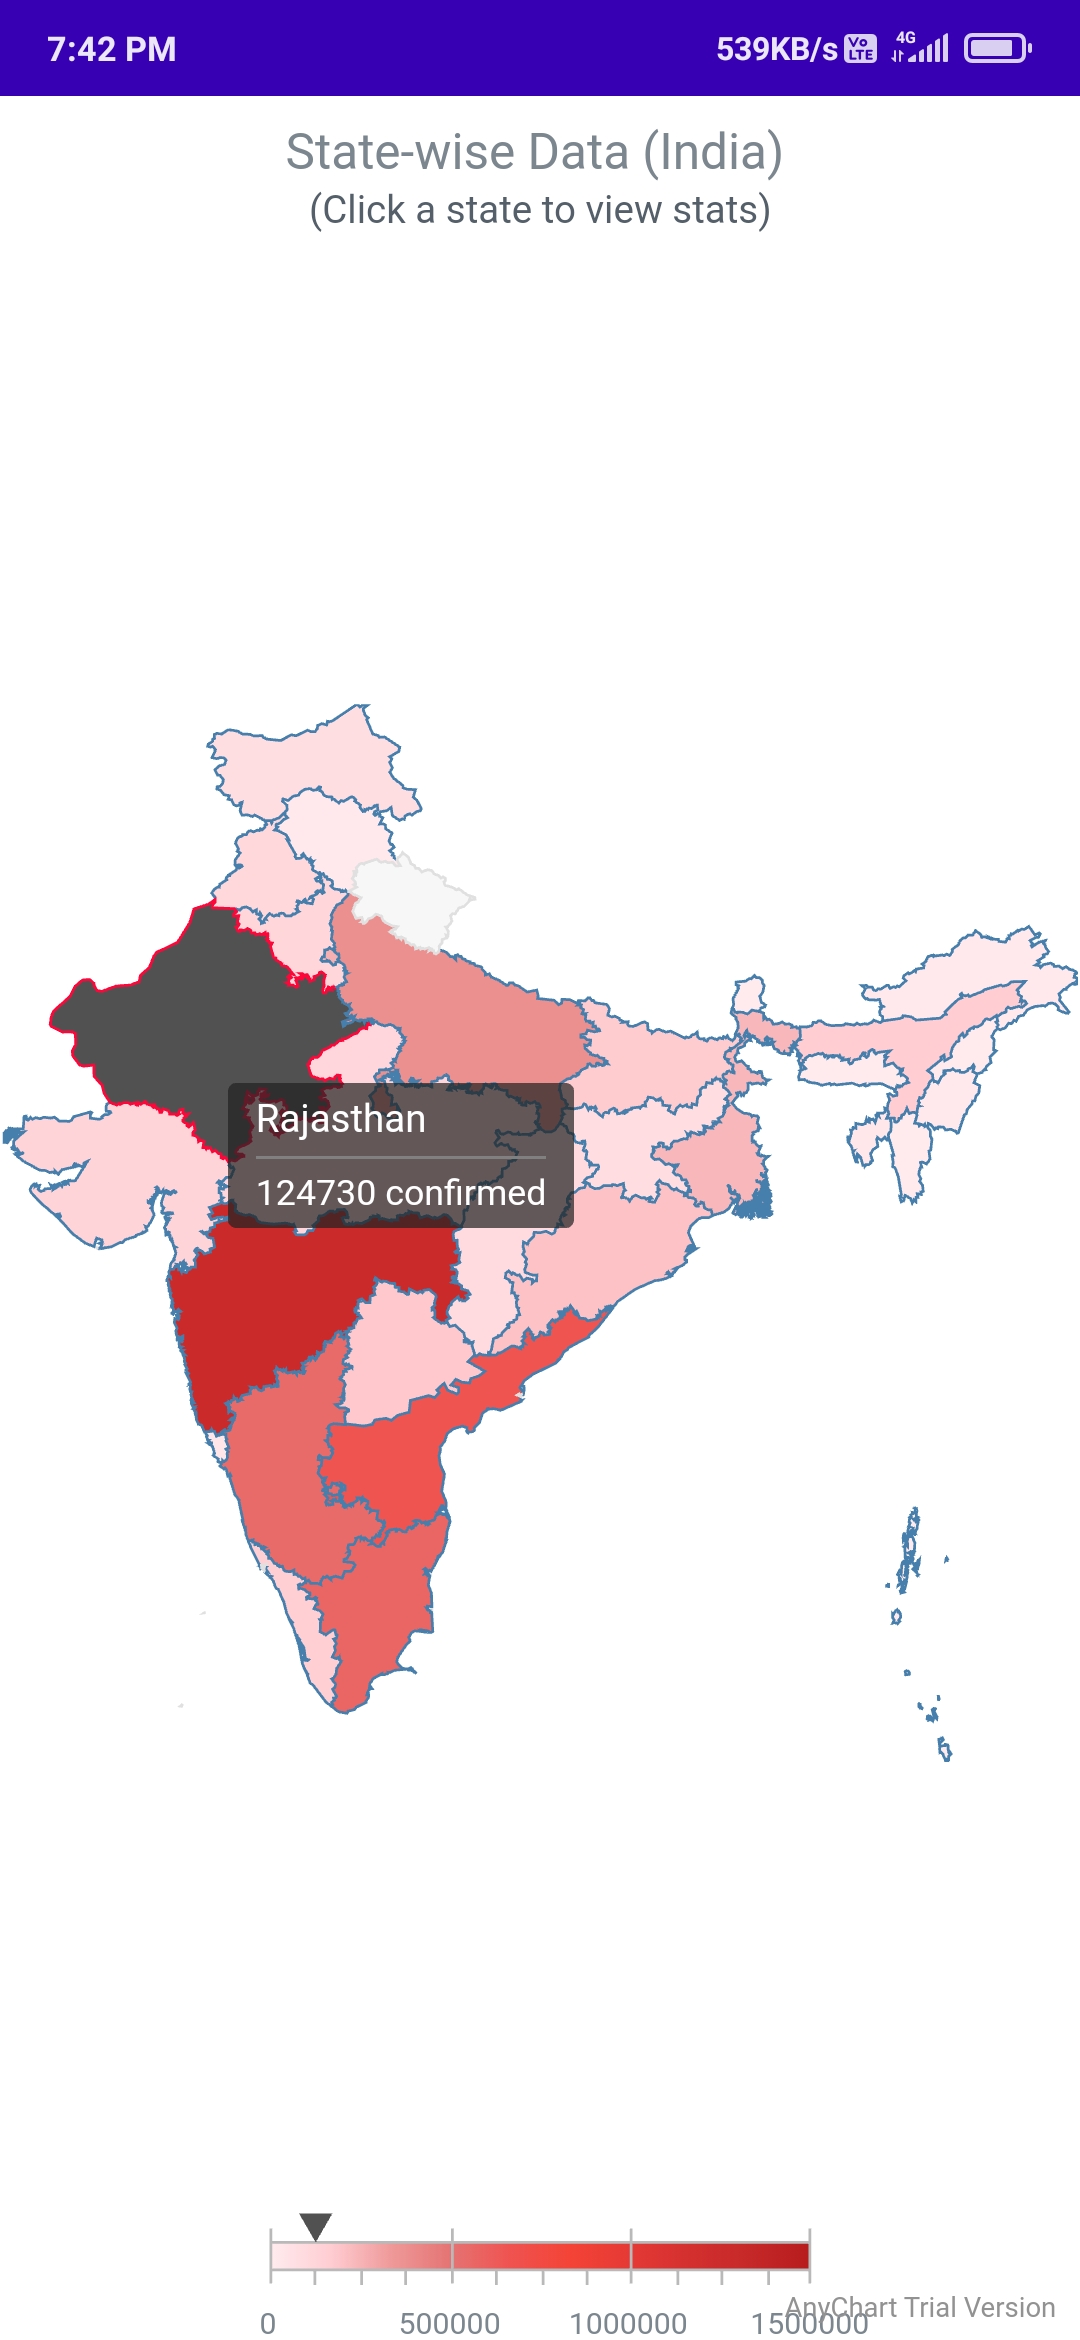 7:42 PM
539KB/s Vo LTE 4G
State-wise Data (India)
(Click a state to view stats)
Rajasthan
124730 confirmed
0 500000 1000000 1500000
AnyChart Trial Version